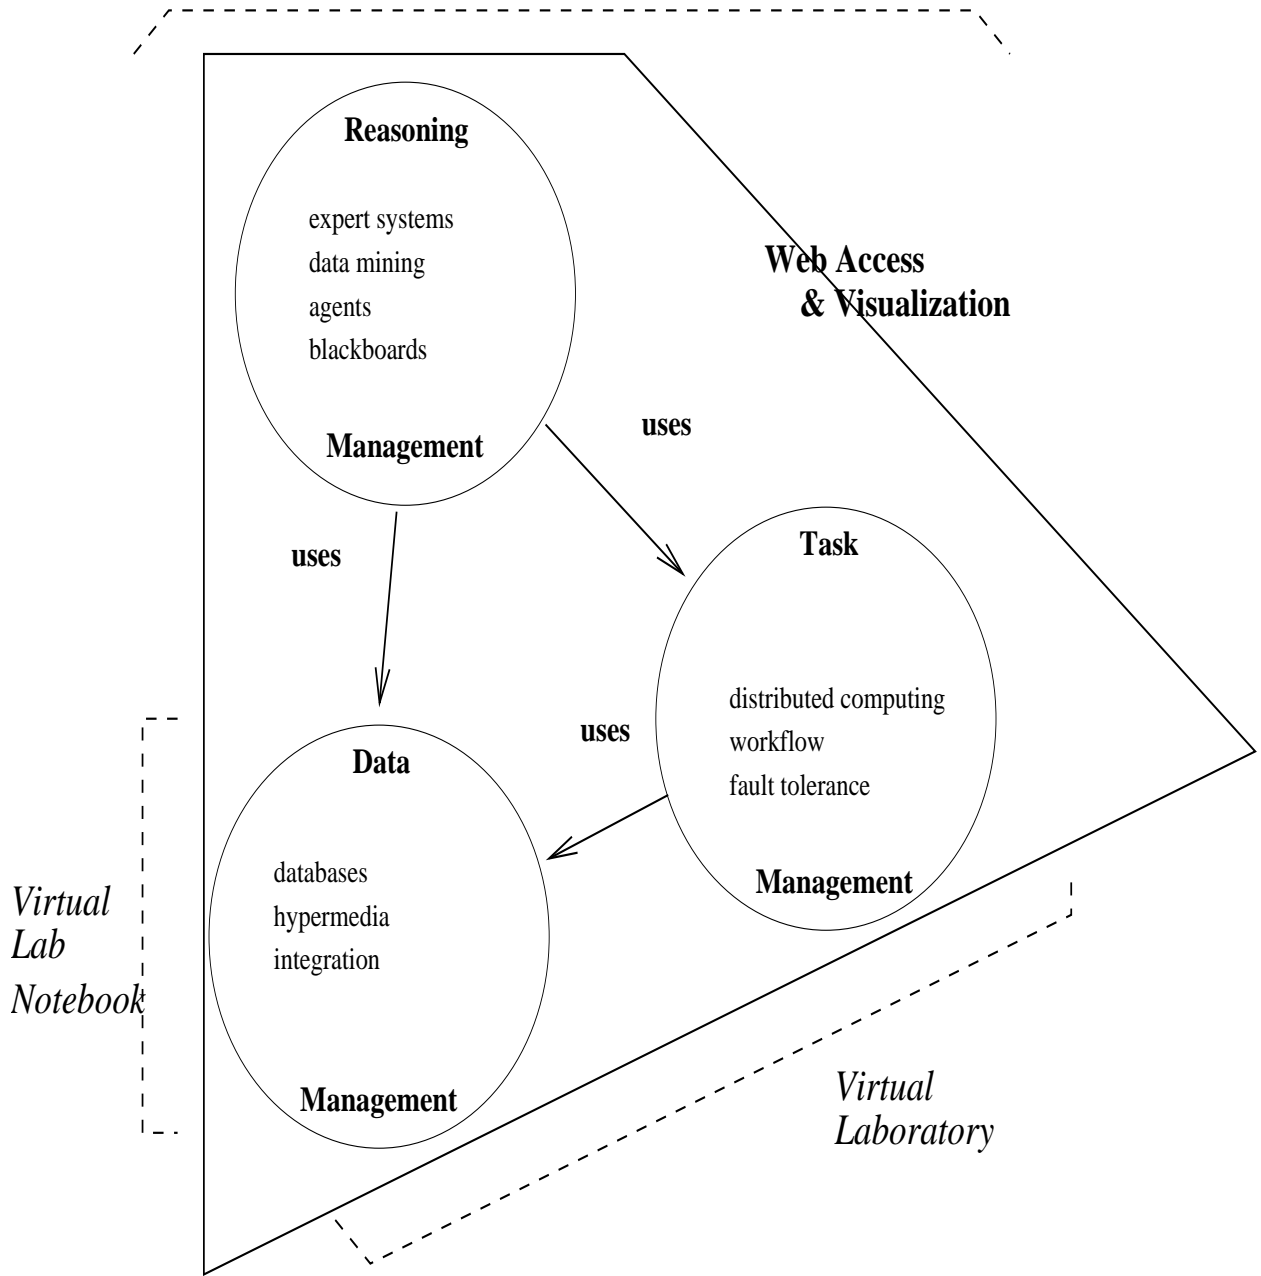 Reasoning
expert systems
data mining
agents
blackboards
Management
Web Access
& Visualization
uses
uses
Task
distributed computing
workflow
fault tolerance
Management
uses
Data
databases
hypermedia
integration
Management
Virtual
Lab
Notebook
Virtual
Laboratory